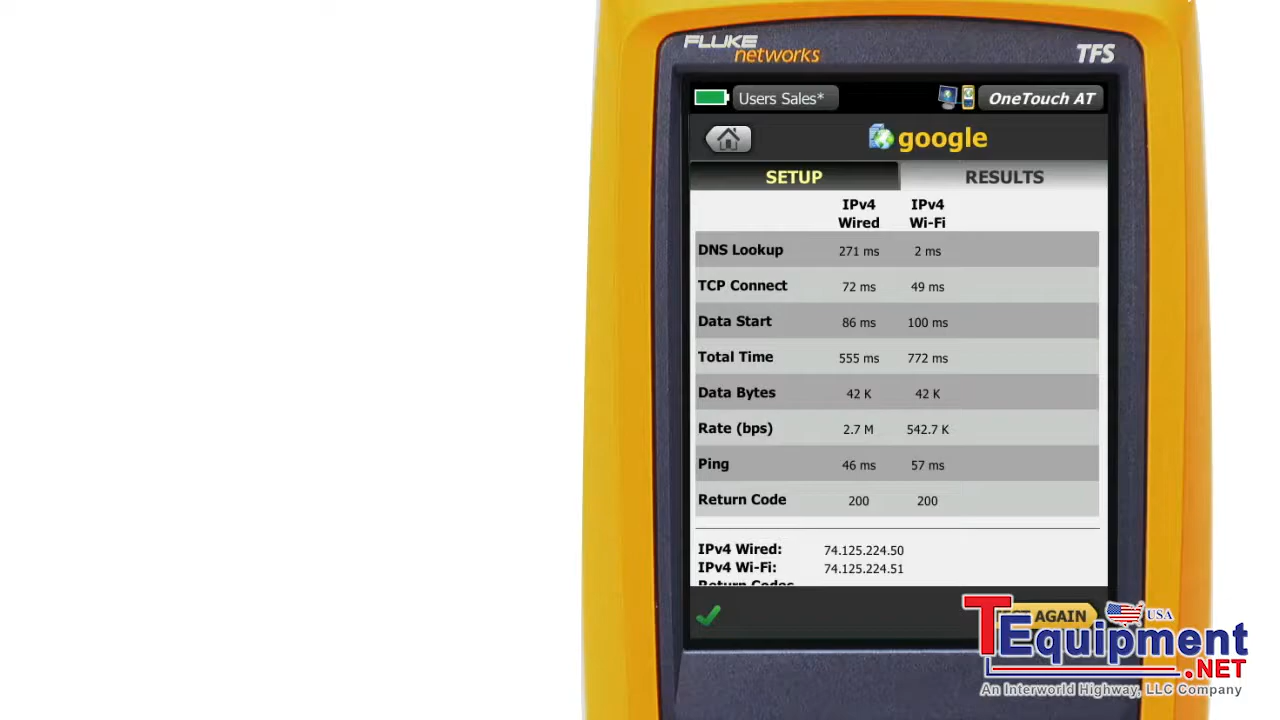 FLUKE
networks
TFS
Users Sales*
OneTouch AT
google
SETUP
RESULTS
IPv4 Wired
IPv4 Wi-Fi
DNS Lookup 271 ms 2 ms
TCP Connect 72 ms 49 ms
Data Start 86 ms 100 ms
Total Time 555 ms 772 ms
Data Bytes 42 K 42 K
Rate (bps) 2.7 M 542.7 K
Ping 46 ms 57 ms
Return Code 200 200
IPv4 Wired: 74.125.224.50
IPv4 Wi-Fi: 74.125.224.51
Return Codes
AGAIN
USA
TEquipment
.NET
An Interworld Highway, LLC Company